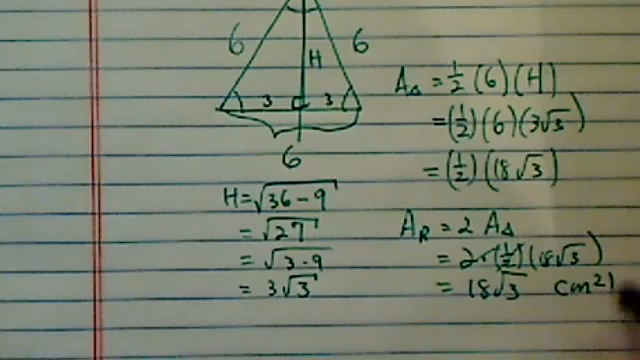 6 6
H
3 3
6
H = √36 - 9
= √27
= √3·9
= 3√3
A△ = 1/2 (6)(H)
= (1/2)(6)(3√3)
= (1/2)(18√3)
A_R = 2 A△
= 2·(1/2)(18√3)
= 18√3 cm²